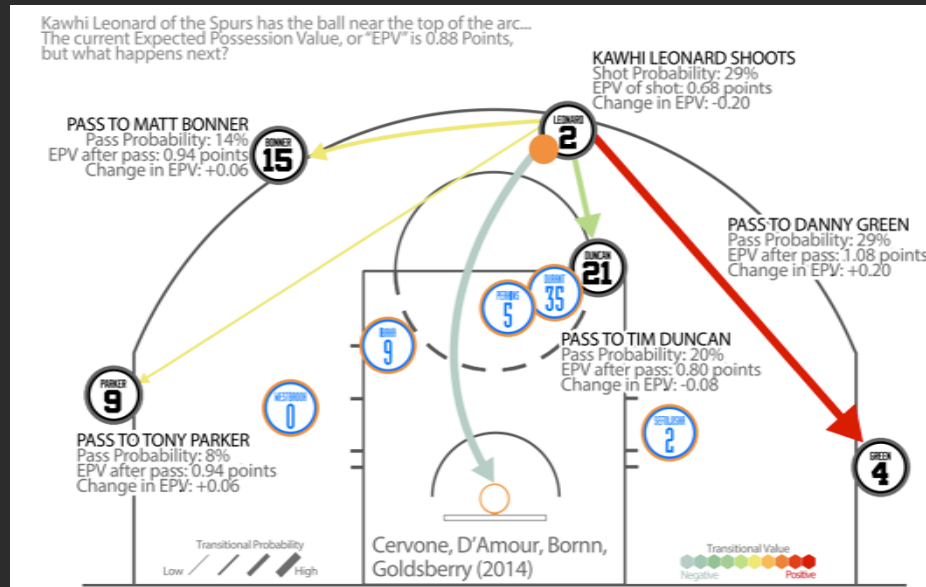 Kawhi Leonard of the Spurs has the ball near the top of the arc...
The current Expected Possession Value, or “EPV” is 0.88 Points,
but what happens next?
KAWHI LEONARD SHOOTS
Shot Probability: 29%
EPV of shot: 0.68 points
Change in EPV: -0.20
PASS TO MATT BONNER
Pass Probability: 14%
EPV after pass: 0.94 points
Change in EPV: +0.06
BONNER
15
LEONARD
2
PASS TO DANNY GREEN
Pass Probability: 29%
EPV after pass: 1.08 points
Change in EPV: +0.20
DUNCAN
21
DURANT
35
PERKINS
5
9
PASS TO TIM DUNCAN
Pass Probability: 20%
EPV after pass: 0.80 points
Change in EPV: -0.08
PARKER
9
WESTBROOK
0
SEFOLOSHA
2
PASS TO TONY PARKER
Pass Probability: 8%
EPV after pass: 0.94 points
Change in EPV: +0.06
GREEN
4
Transitional Probability
Low
High
Cervone, D’Amour, Bornn,
Goldsberry (2014)
Transitional Value
Negative
Positive